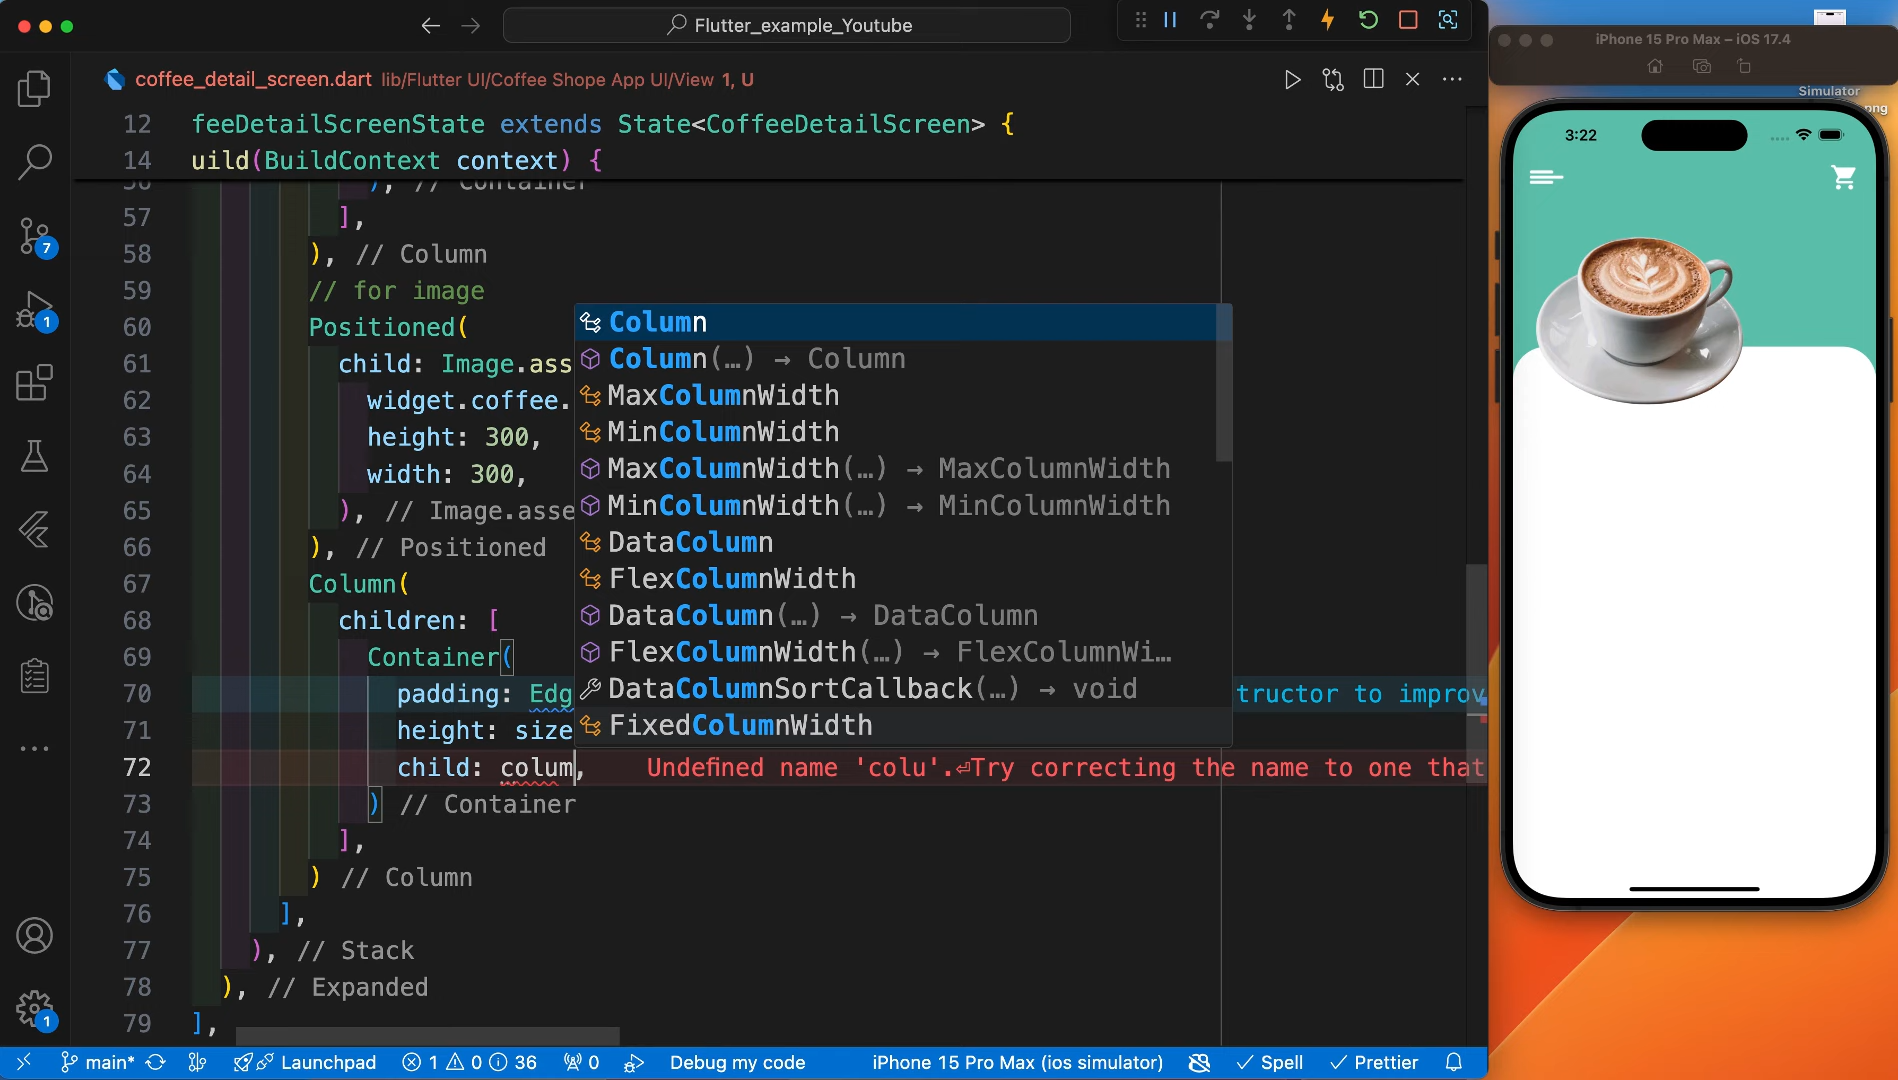 Flutter_example_Youtube
iPhone 15 Pro Max – iOS 17.4
coffee_detail_screen.dart lib/Flutter UI/Coffee Shope App UI/View 1, U
Simulator
png
12 feeDetailScreenState extends State<CoffeeDetailScreen> {
14 uild(BuildContext context) {
3:22
56 ), // Container
57 ],
58 ), // Column
59 // for image
60 Positioned(
61 child: Image.ass
62 widget.coffee.
63 height: 300,
64 width: 300,
65 ), // Image.asse
66 ), // Positioned
67 Column(
68 children: [
69 Container(
70 padding: Edg
tructor to improv
71 height: size
72 child: colum, Undefined name 'colu'.⏎Try correcting the name to one that
73 ) // Container
74 ],
75 ) // Column
76 ],
77 ), // Stack
78 ), // Expanded
79 ],
Column
Column(…) → Column
MaxColumnWidth
MinColumnWidth
MaxColumnWidth(…) → MaxColumnWidth
MinColumnWidth(…) → MinColumnWidth
DataColumn
FlexColumnWidth
DataColumn(…) → DataColumn
FlexColumnWidth(…) → FlexColumnWi…
DataColumnSortCallback(…) → void
FixedColumnWidth
7
1
1
main* Launchpad 1 0 36 0 Debug my code iPhone 15 Pro Max (ios simulator) Spell Prettier